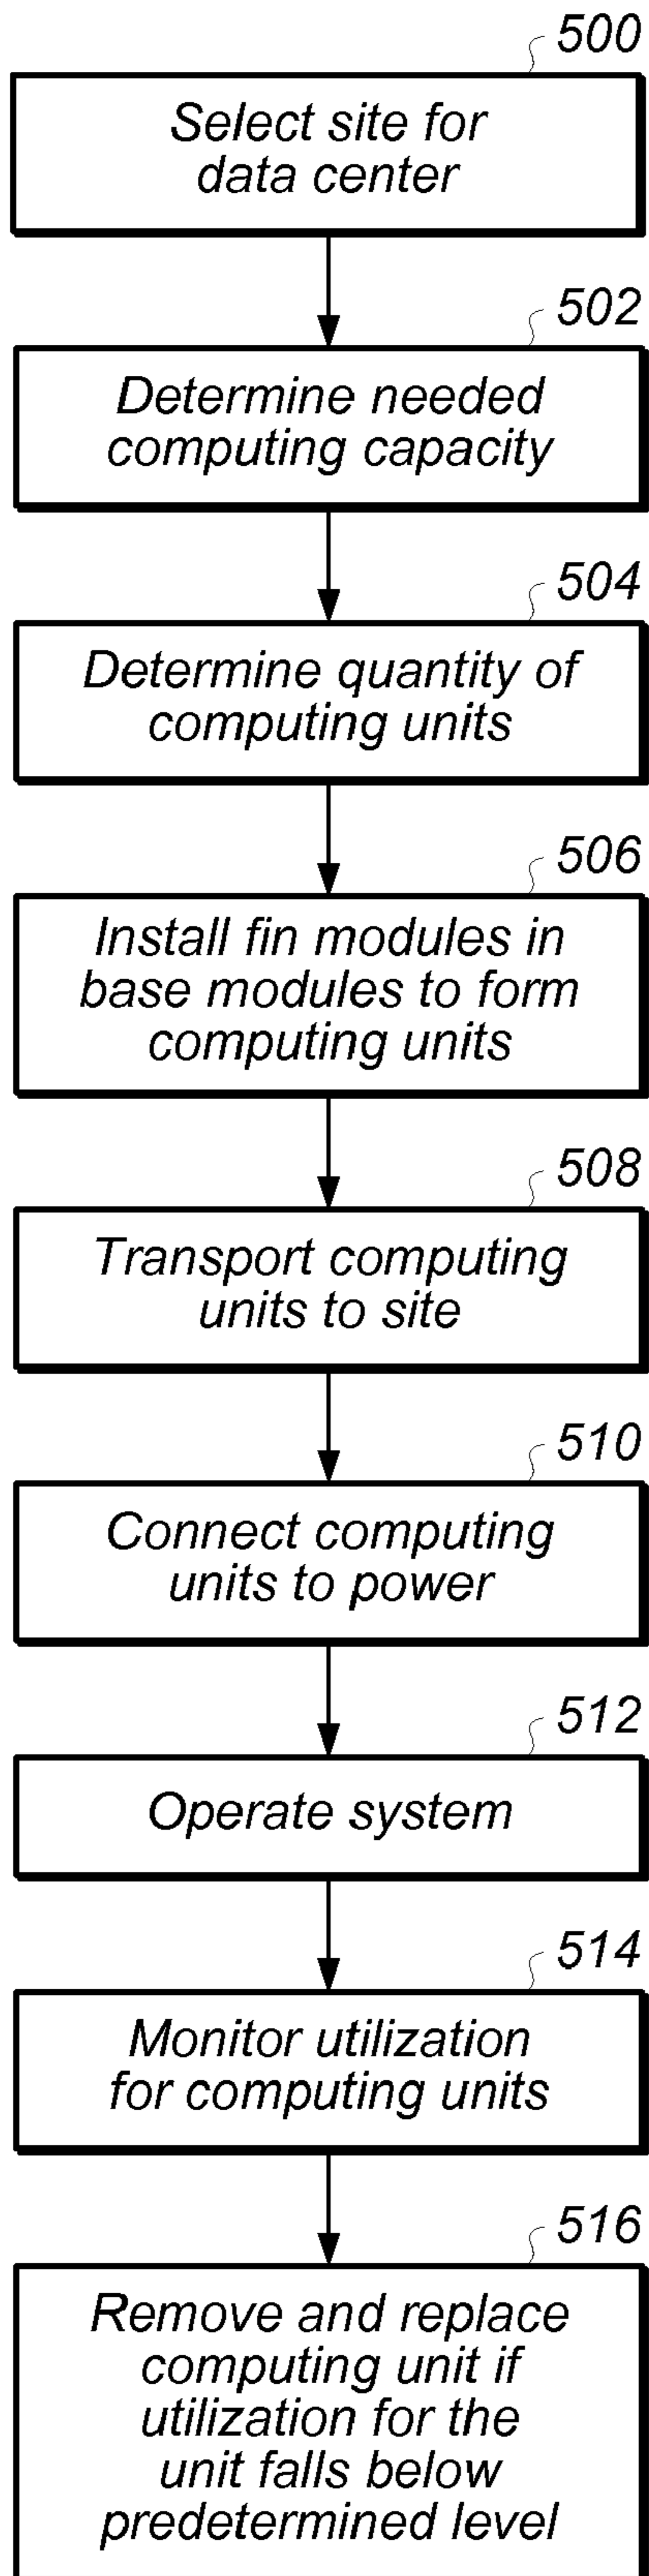 500
Select site for
data center
502
Determine needed
computing capacity
504
Determine quantity of
computing units
506
Install fin modules in
base modules to form
computing units
508
Transport computing
units to site
510
Connect computing
units to power
512
Operate system
514
Monitor utilization
for computing units
516
Remove and replace
computing unit if
utilization for the
unit falls below
predetermined level